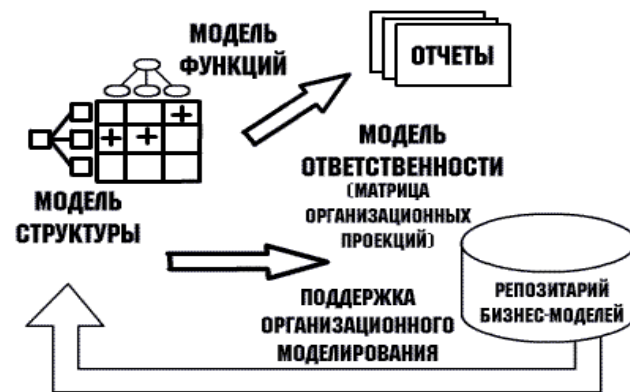 МОДЕЛЬ
ФУНКЦИЙ
ОТЧЕТЫ
МОДЕЛЬ
ОТВЕТСТВЕННОСТИ
(МАТРИЦА
ОРГАНИЗАЦИОННЫХ
ПРОЕКЦИЙ)
МОДЕЛЬ
СТРУКТУРЫ
РЕПОЗИТАРИЙ
БИЗНЕС-МОДЕЛЕЙ
ПОДДЕРЖКА
ОРГАНИЗАЦИОННОГО
МОДЕЛИРОВАНИЯ